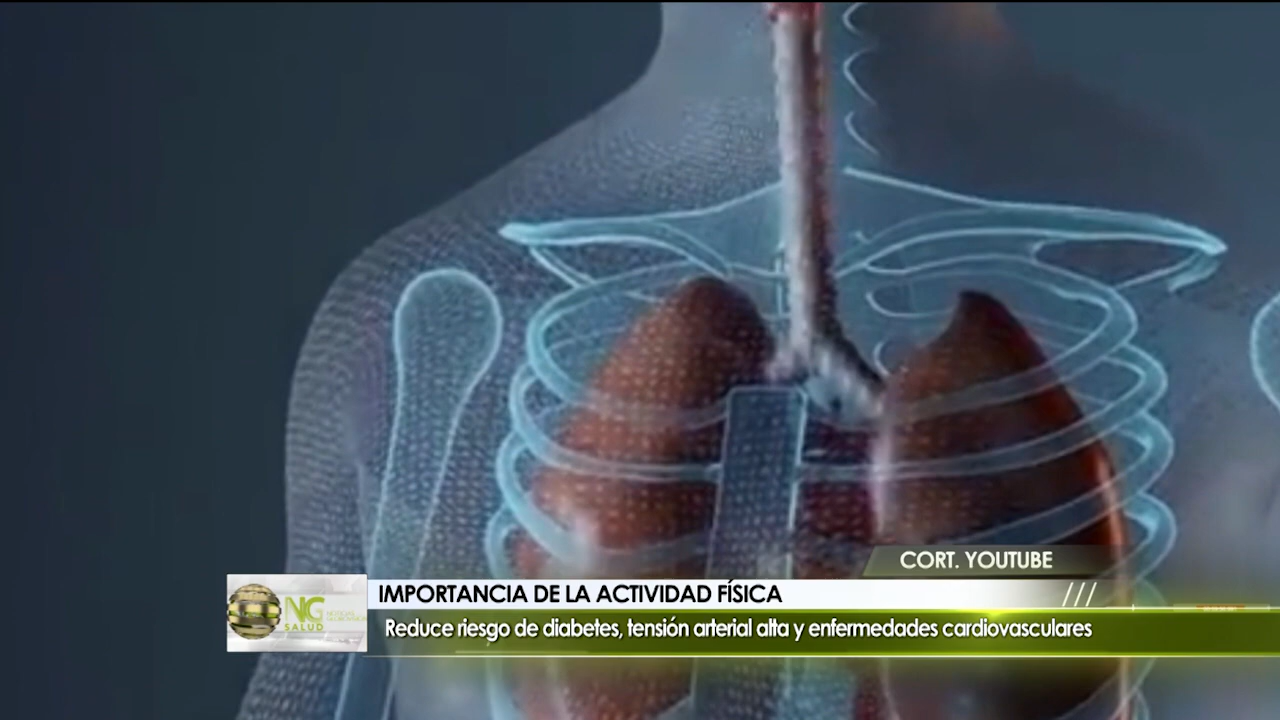 CORT. YOUTUBE
IMPORTANCIA DE LA ACTIVIDAD FÍSICA
NG
SALUD
Reduce riesgo de diabetes, tensión arterial alta y enfermedades cardiovasculares